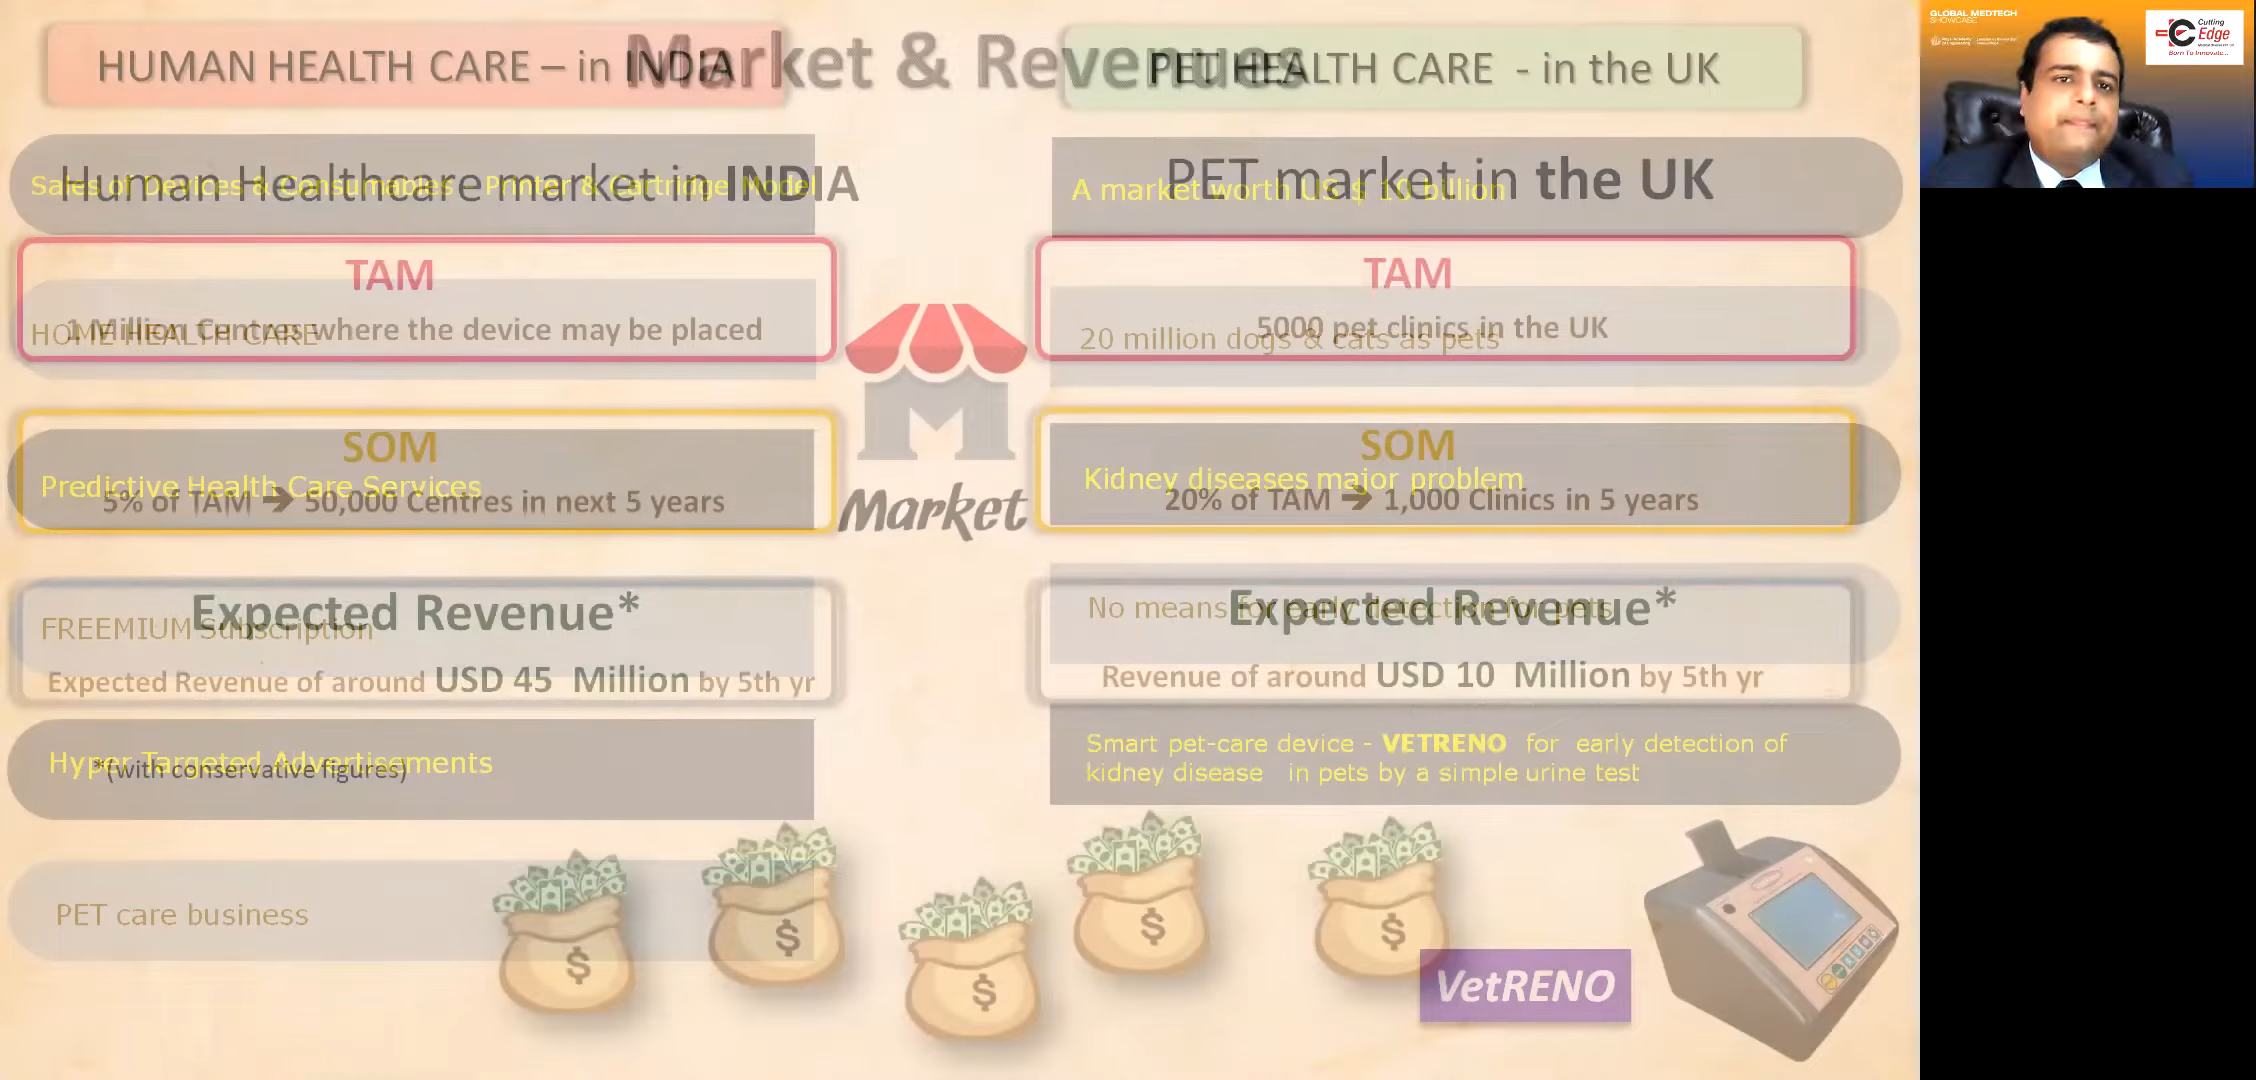 Market & Revenues
HUMAN HEALTH CARE – in INDIA
Human Healthcare market in INDIA
Sales of Devices & Consumables - Printer & Cartridge Model
TAM
1 Million Centres where the device may be placed
HOME HEALTH CARE
SOM
Predictive Health Care Services
5% of TAM ➔ 50,000 Centres in next 5 years
Expected Revenue*
FREEMIUM Subscription
Expected Revenue of around USD 45 Million by 5th yr
Hyper Targeted Advertisements
*(with conservative figures)
PET care business
Market
PET HEALTH CARE - in the UK
PET market in the UK
A market worth US $ 10 billion
TAM
5000 pet clinics in the UK
20 million dogs & cats as pets
SOM
Kidney diseases major problem
20% of TAM ➔ 1,000 Clinics in 5 years
Expected Revenue*
No means for early detection for pets
Revenue of around USD 10 Million by 5th yr
Smart pet-care device - VETRENO for early detection of
kidney disease in pets by a simple urine test
$
$
$
$
$
VetRENO
GLOBAL MEDTECH
SHOWCASE
Cutting
Edge
Born To Innovate...